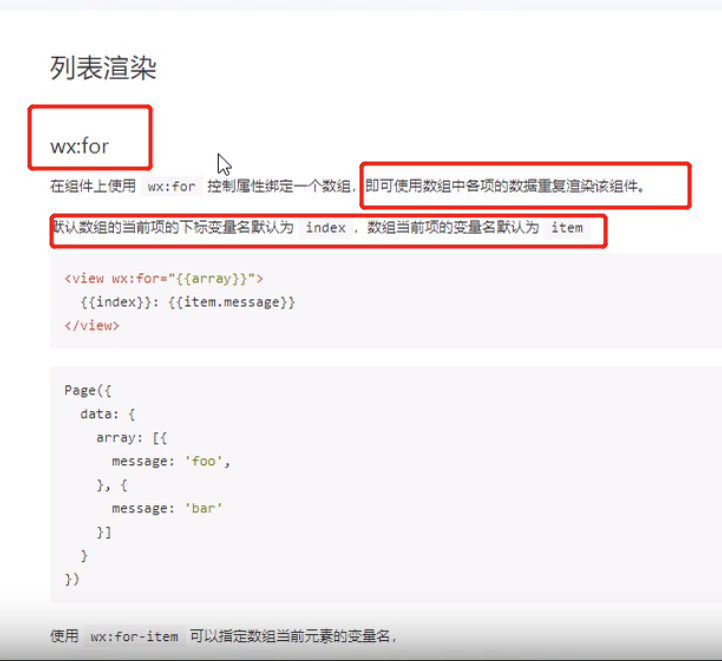 列表渲染
wx:for
在组件上使用 wx:for 控制属性绑定一个数组，即可使用数组中各项的数据重复渲染该组件。
默认数组的当前项的下标变量名默认为 index，数组当前项的变量名默认为 item
<view wx:for="{{array}}">
  {{index}}: {{item.message}}
</view>
Page({
  data: {
    array: [{
      message: 'foo',
    }, {
      message: 'bar'
    }]
  }
})
使用 wx:for-item 可以指定数组当前元素的变量名，